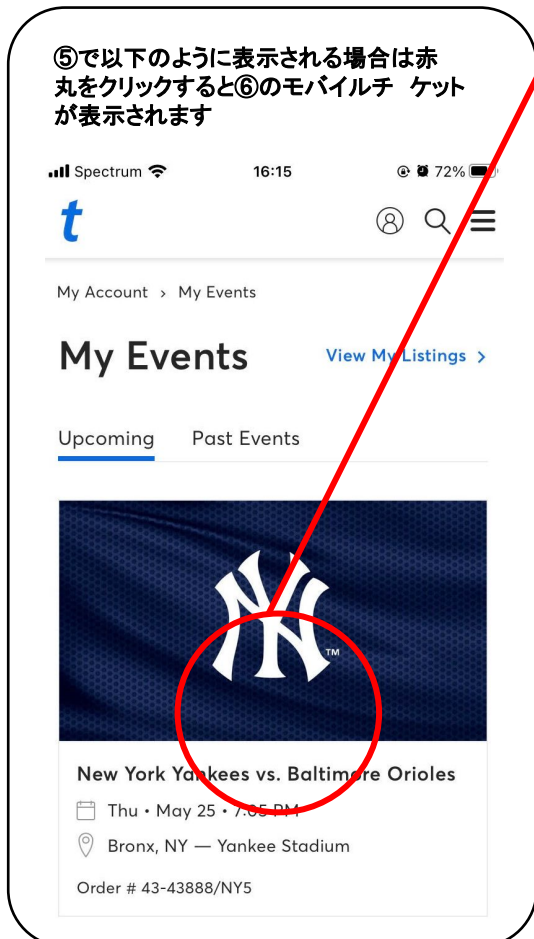 ⑤で以下のように表示される場合は赤
丸をクリックすると⑥のモバイルチ ケット
が表示されます
Spectrum 16:15 72%
t
My Account > My Events
My Events View My Listings >
Upcoming Past Events
NY
TM
New York Yankees vs. Baltimore Orioles
Thu • May 25 • 7:05 PM
Bronx, NY — Yankee Stadium
Order # 43-43888/NY5